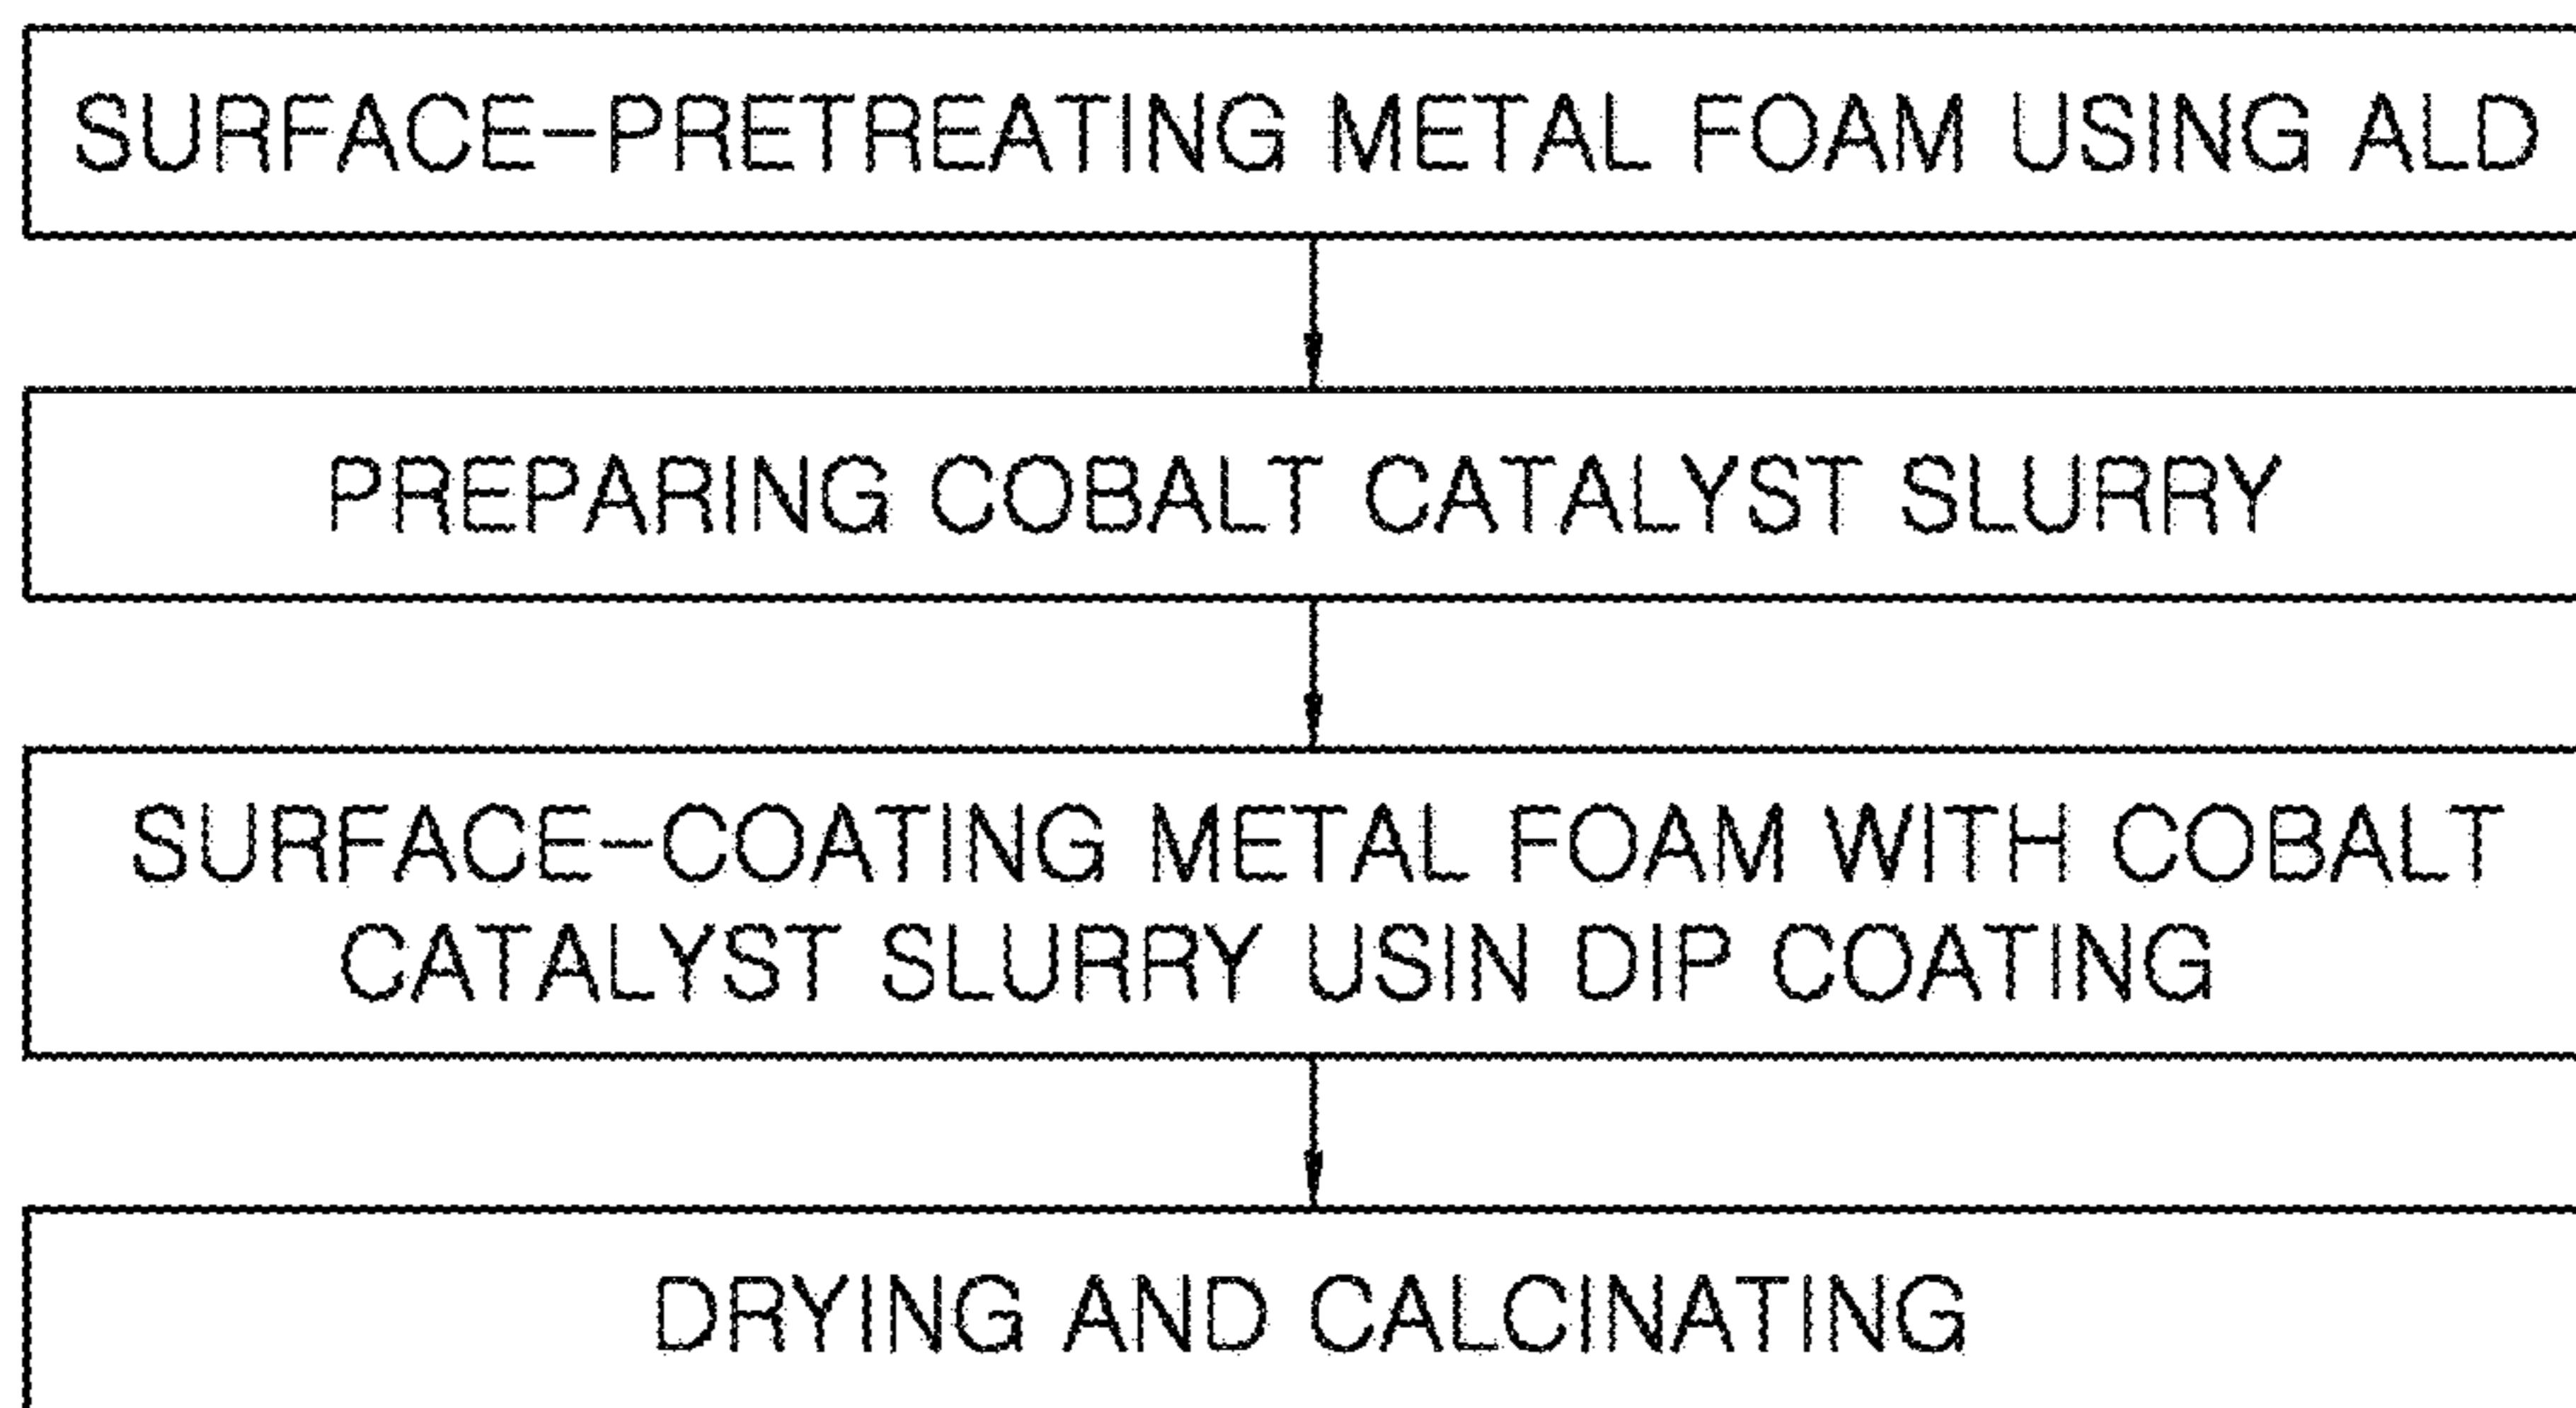 SURFACE-PRETREATING METAL FOAM USING ALD
PREPARING COBALT CATALYST SLURRY
SURFACE-COATING METAL FOAM WITH COBALT
CATALYST SLURRY USIN DIP COATING
DRYING AND CALCINATING